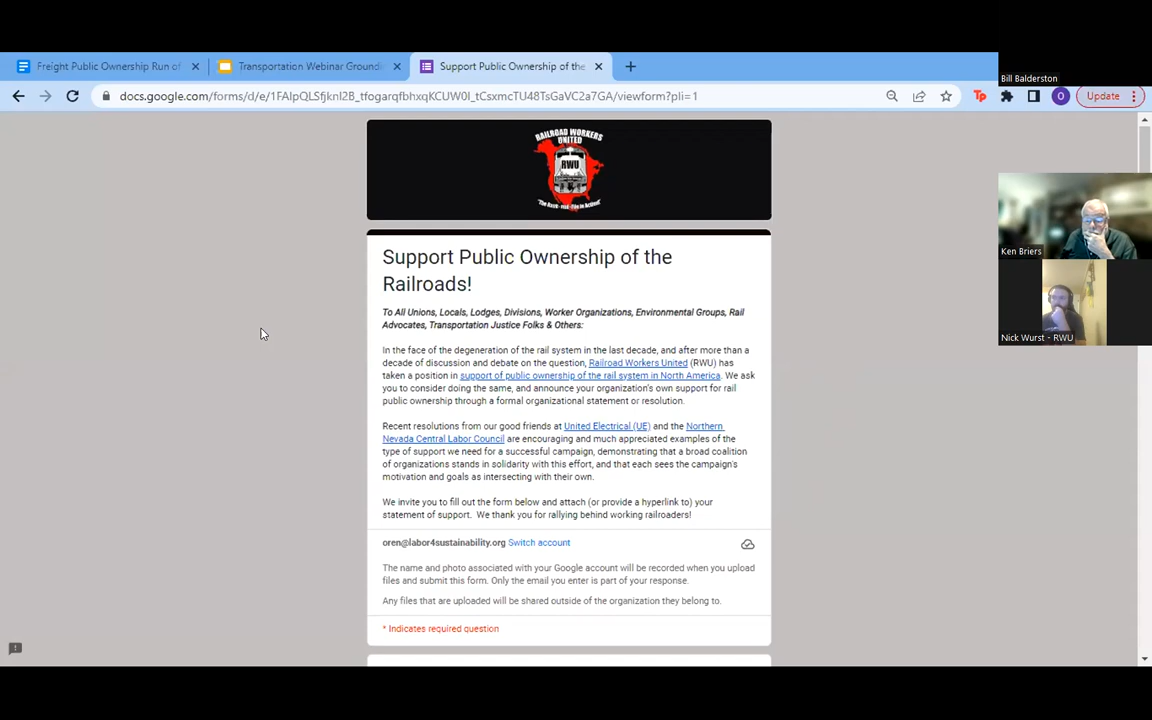 Bill Balderston
Freight Public Ownership Run of
Transportation Webinar Groundi
Support Public Ownership of the
docs.google.com/forms/d/e/1FAIpQLSfjknl2B_tfogarqfbhxqKCUW0I_tCsxmcTU48TsGaVC2a7GA/viewform?pli=1
Update
RAILROAD WORKERS
UNITED
RWU
Support Public Ownership of the
Railroads!
To All Unions, Locals, Lodges, Divisions, Worker Organizations, Environmental Groups, Rail
Advocates, Transportation Justice Folks & Others:
In the face of the degeneration of the rail system in the last decade, and after more than a
decade of discussion and debate on the question, Railroad Workers United (RWU) has
taken a position in support of public ownership of the rail system in North America. We ask
you to consider doing the same, and announce your organization's own support for rail
public ownership through a formal organizational statement or resolution.
Recent resolutions from our good friends at United Electrical (UE) and the Northern
Nevada Central Labor Council are encouraging and much appreciated examples of the
type of support we need for a successful campaign, demonstrating that a broad coalition
of organizations stands in solidarity with this effort, and that each sees the campaign's
motivation and goals as intersecting with their own.
We invite you to fill out the form below and attach (or provide a hyperlink to) your
statement of support. We thank you for rallying behind working railroaders!
oren@labor4sustainability.org Switch account
The name and photo associated with your Google account will be recorded when you upload
files and submit this form. Only the email you enter is part of your response.
Any files that are uploaded will be shared outside of the organization they belong to.
* Indicates required question
Ken Briers
Nick Wurst - RWU